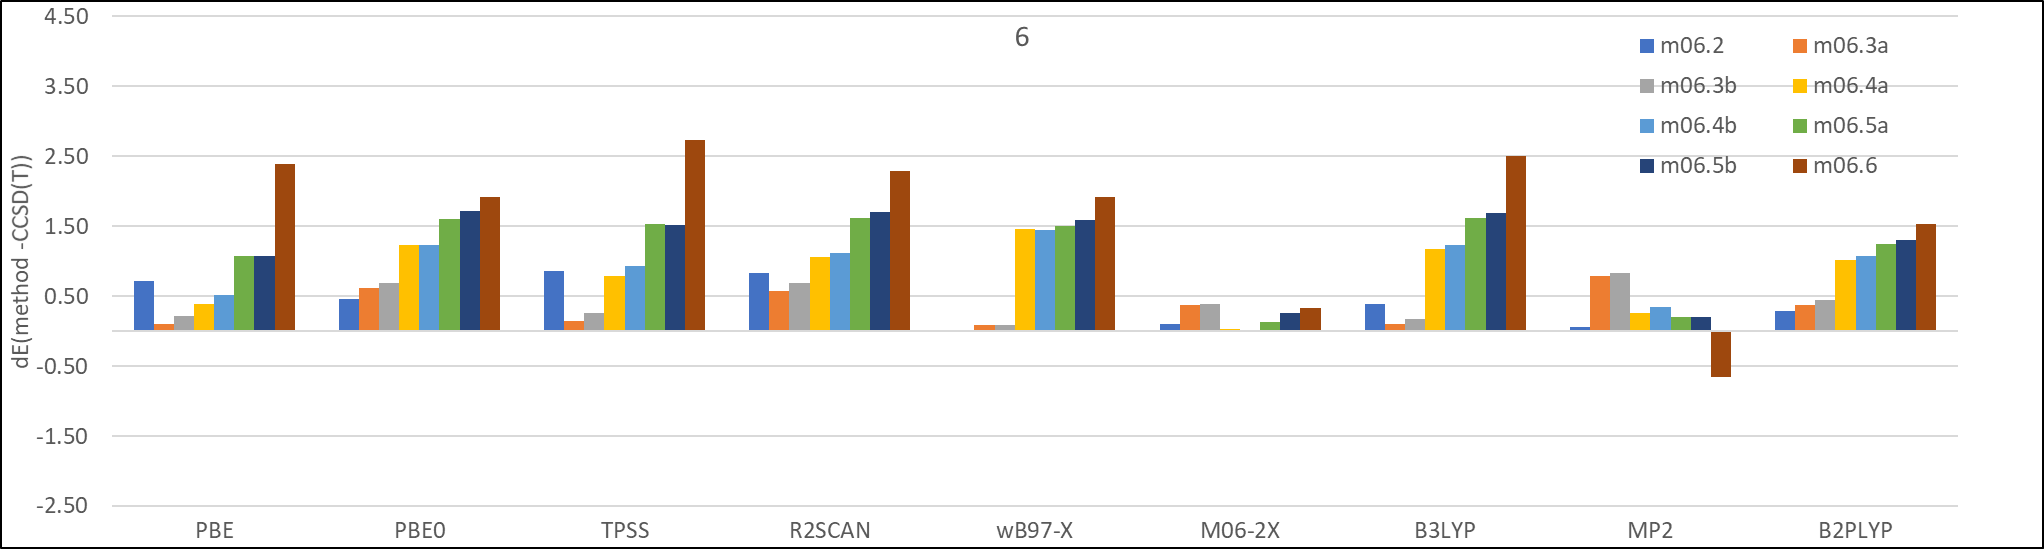 6
m06.2 m06.3a
m06.3b m06.4a
m06.4b m06.5a
m06.5b m06.6
dE(method -CCSD(T))
4.50
3.50
2.50
1.50
0.50
-0.50
-1.50
-2.50
PBE PBE0 TPSS R2SCAN wB97-X M06-2X B3LYP MP2 B2PLYP